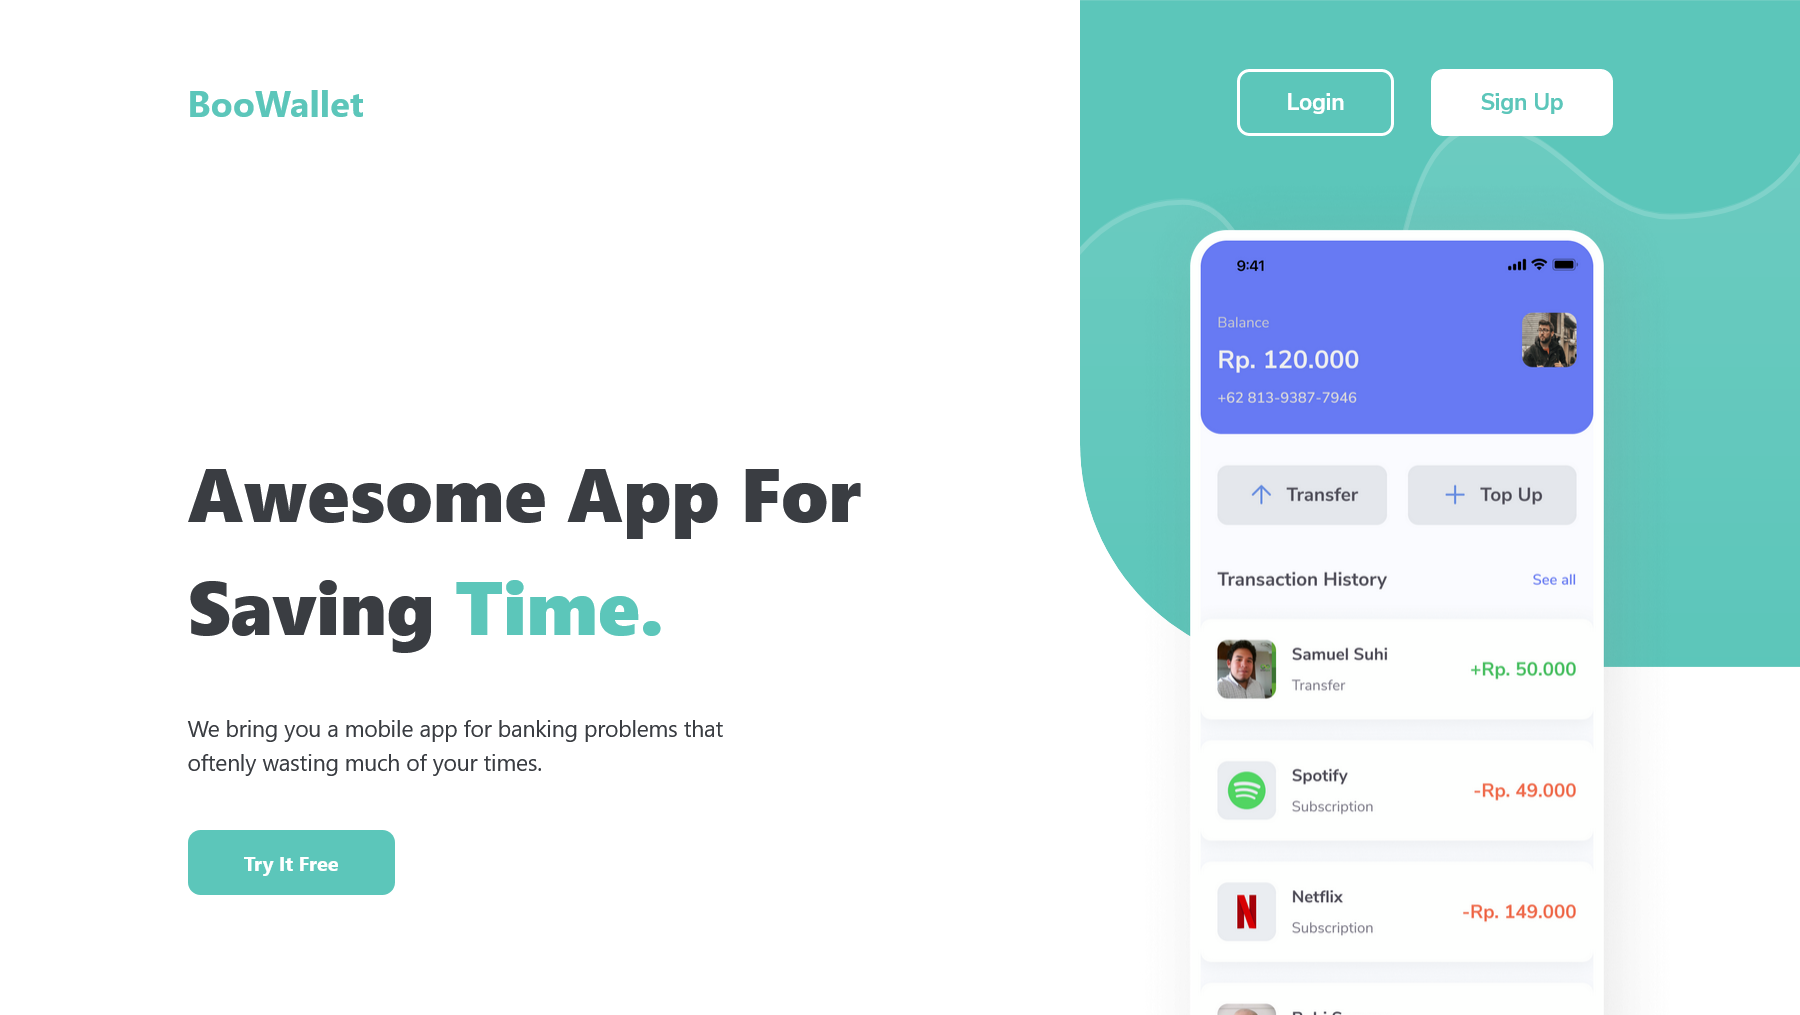 BooWallet
Login
Sign Up
Awesome App For
Saving Time.
We bring you a mobile app for banking problems that
oftenly wasting much of your times.
Try It Free
9:41
Balance
Rp. 120.000
+62 813-9387-7946
Transfer
Top Up
Transaction History
See all
Samuel Suhi
Transfer
+Rp. 50.000
Spotify
Subscription
-Rp. 49.000
Netflix
Subscription
-Rp. 149.000